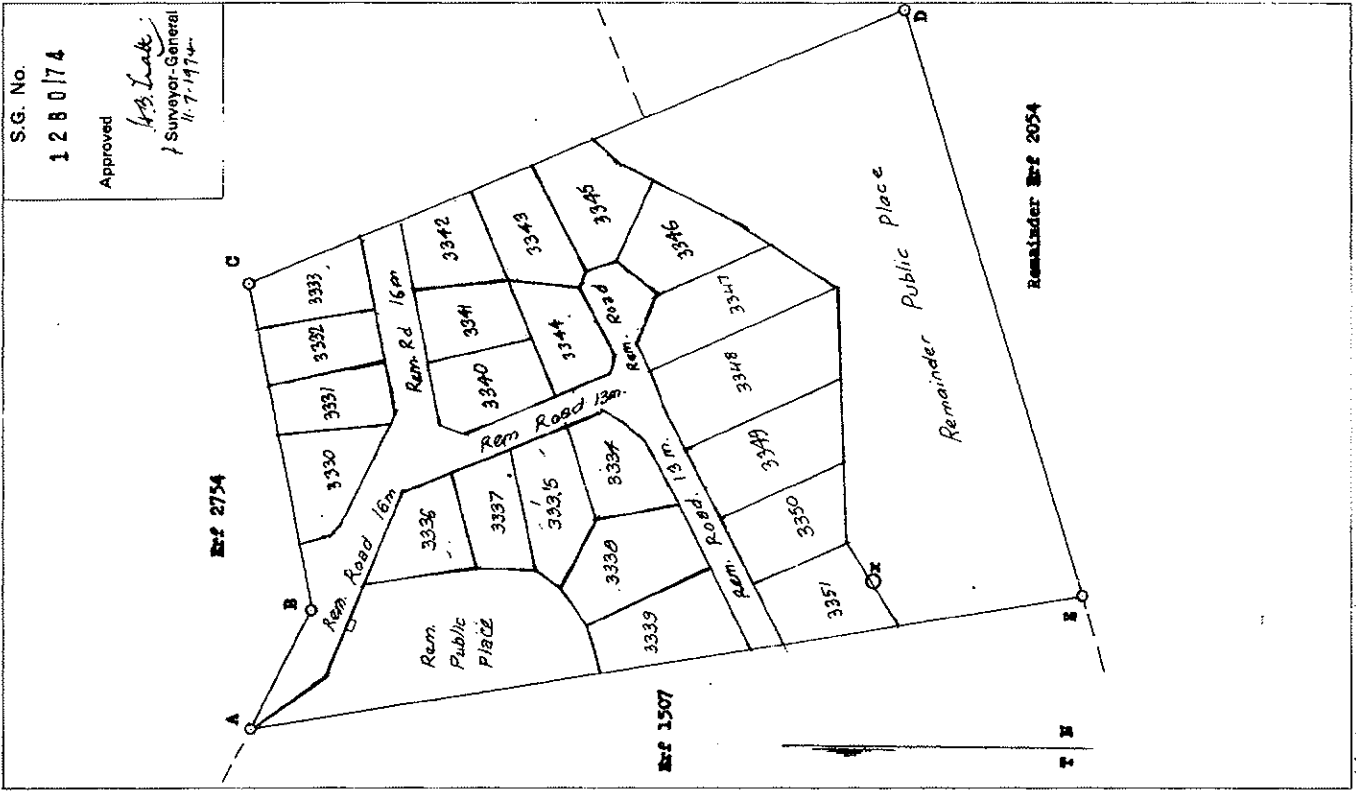 S.G. No.
1280/74
Approved
Surveyor-General
11.7.1974
D
C
Remainder Erf 2054
3333
3342
3343
3345
3332
Rem. Rd 16m
3341
3346
Rem. Road
3331
3344
3347
Remainder Public Place
3340
3348
Erf 2754
3330
Rem Road 13m.
3349
3334
3335
3337
3336
Rem. Road 16m
3350
Rem. Road. 13 m.
3338
B
x
3351
E
3339
Rem.
Public
Place
A
Erf 1507
T N